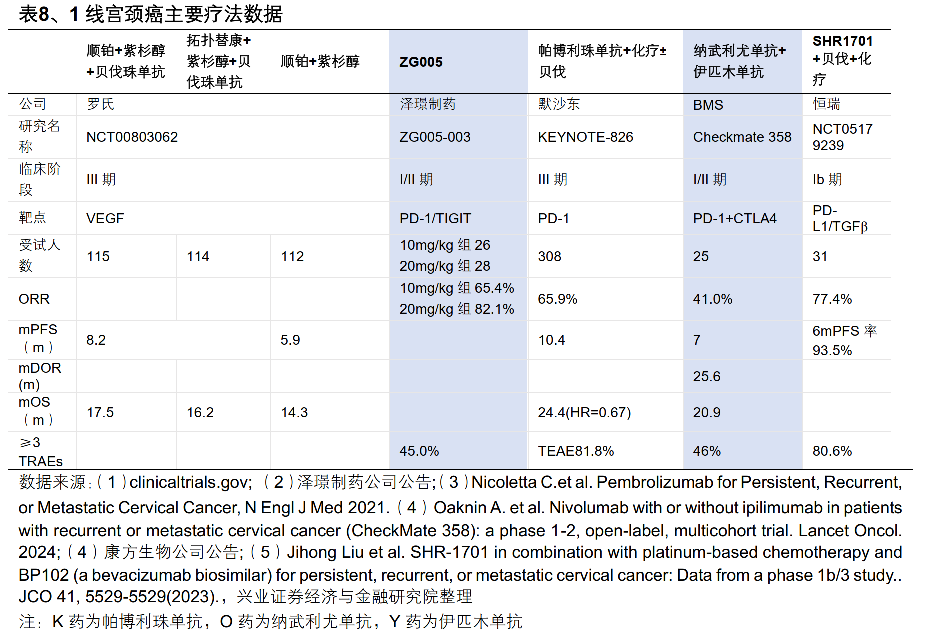 表8、1 线宫颈癌主要疗法数据
顺铂+紫杉醇+贝伐珠单抗 拓扑替康+紫杉醇+贝伐珠单抗 顺铂+紫杉醇 ZG005 帕博利珠单抗+化疗±贝伐 纳武利尤单抗+伊匹木单抗 SHR1701+贝伐+化疗
公司 罗氏 泽璟制药 默沙东 BMS 恒瑞
研究名称 NCT00803062 ZG005-003 KEYNOTE-826 Checkmate 358 NCT05179239
临床阶段 III 期 I/II 期 III 期 I/II 期 Ib 期
靶点 VEGF PD-1/TIGIT PD-1 PD-1+CTLA4 PD-L1/TGFβ
受试人数 115 114 112 10mg/kg 组 26 20mg/kg 组 28 308 25 31
ORR 10mg/kg 组 65.4% 20mg/kg 组 82.1% 65.9% 41.0% 77.4%
mPFS（m） 8.2 5.9 10.4 7 6mPFS 率 93.5%
mDOR (m) 25.6
mOS（m） 17.5 16.2 14.3 24.4(HR=0.67) 20.9
≥3 TRAEs 45.0% TEAE81.8% 46% 80.6%
数据来源:（1）clinicaltrials.gov; （2）泽璟制药公司公告;（3）Nicoletta C.et al. Pembrolizumab for Persistent, Recurrent,
or Metastatic Cervical Cancer, N Engl J Med 2021.（4）Oaknin A. et al. Nivolumab with or without ipilimumab in patients
with recurrent or metastatic cervical cancer (CheckMate 358): a phase 1-2, open-label, multicohort trial. Lancet Oncol.
2024;（4）康方生物公司公告;（5）Jihong Liu et al. SHR-1701 in combination with platinum-based chemotherapy and
BP102 (a bevacizumab biosimilar) for persistent, recurrent, or metastatic cervical cancer: Data from a phase 1b/3 study..
JCO 41, 5529-5529(2023).，兴业证券经济与金融研究院整理
注：K 药为帕博利珠单抗，O 药为纳武利尤单抗，Y 药为伊匹木单抗